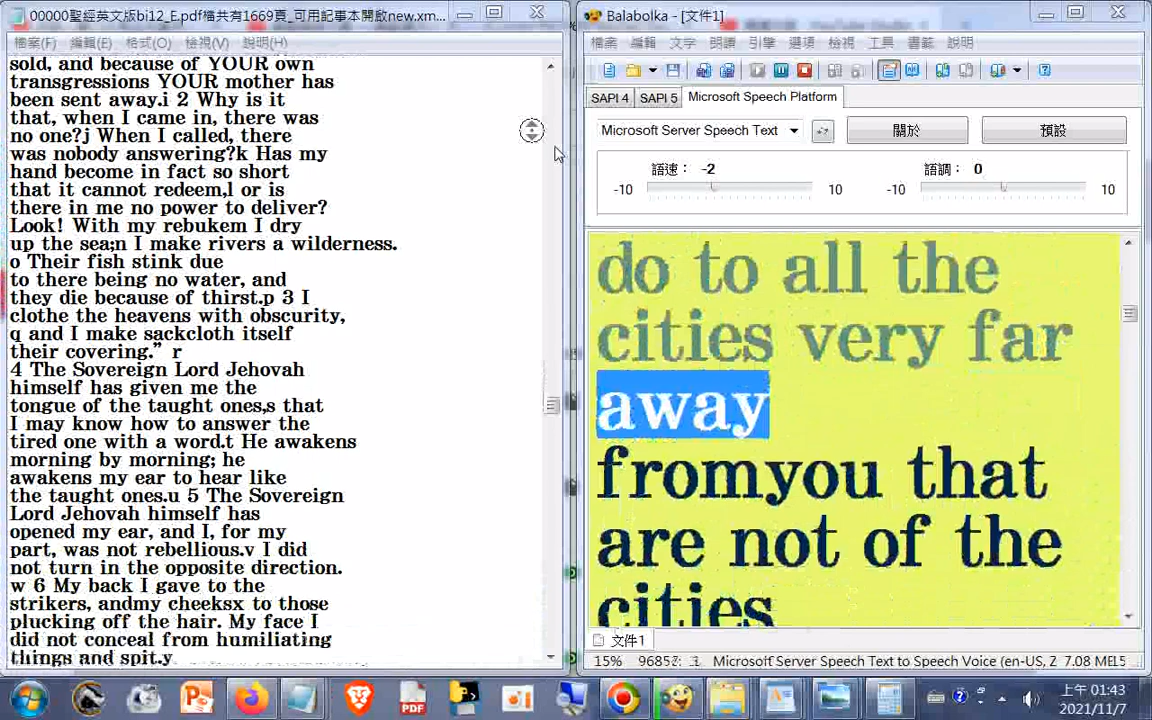 00000聖經英文版bi12_E.pdf檔共有1669頁_可用記事本開啟new.xm...
檔案(F) 編輯(E) 格式(O) 檢視(V) 說明(H)
sold, and because of YOUR own
transgressions YOUR mother has
been sent away.i 2 Why is it
that, when I came in, there was
no one?j When I called, there
was nobody answering?k Has my
hand become in fact so short
that it cannot redeem,l or is
there in me no power to deliver?
Look! With my rebukem I dry
up the sea;n I make rivers a wilderness.
o Their fish stink due
to there being no water, and
they die because of thirst.p 3 I
clothe the heavens with obscurity,
q and I make sackcloth itself
their covering.” r
4 The Sovereign Lord Jehovah
himself has given me the
tongue of the taught ones,s that
I may know how to answer the
tired one with a word.t He awakens
morning by morning; he
awakens my ear to hear like
the taught ones.u 5 The Sovereign
Lord Jehovah himself has
opened my ear, and I, for my
part, was not rebellious.v I did
not turn in the opposite direction.
w 6 My back I gave to the
strikers, andmy cheeksx to those
plucking off the hair. My face I
did not conceal from humiliating
things and spit.y
Balabolka - [文件1]
檔案 編輯 文字 朗讀 引擎 選項 檢視 工具 書籤 說明
SAPI 4 SAPI 5 Microsoft Speech Platform
Microsoft Server Speech Text 關於 預設
語速: -2 語調: 0
-10 10 -10 10
do to all the
cities very far
away
fromyou that
are not of the
cities
文件1
15% Microsoft Server Speech Text to Speech Voice (en-US, Z 7.08
上午 01:43
2021/11/7